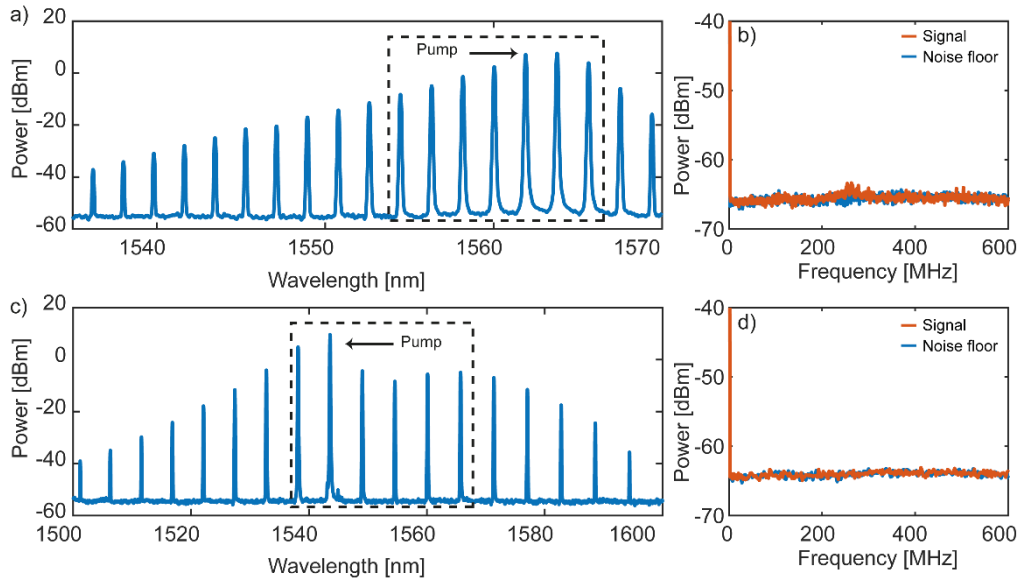 a)
20
0
-20
-40
-60
Power [dBm]
Pump
1540
1550
1560
1570
Wavelength [nm]
b)
-40
-50
-60
-70
Power [dBm]
Signal
Noise floor
0
200
400
600
Frequency [MHz]
c)
20
0
-20
-40
-60
Power [dBm]
Pump
1500
1520
1540
1560
1580
1600
Wavelength [nm]
d)
-40
-50
-60
-70
Power [dBm]
Signal
Noise floor
0
200
400
600
Frequency [MHz]